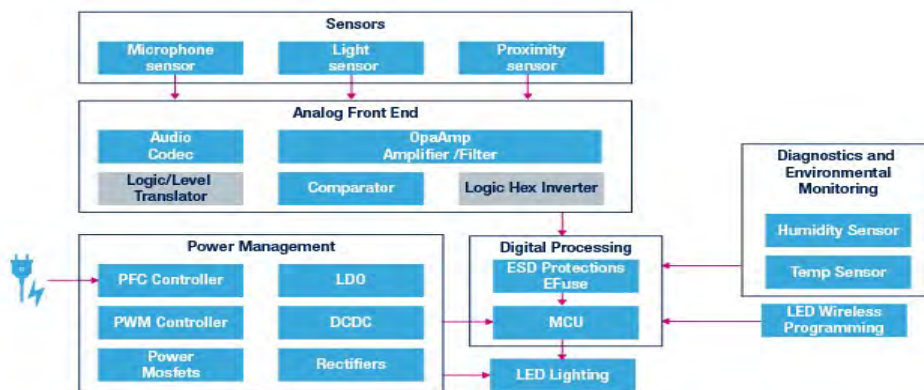 Sensors
Microphone
sensor
Light
sensor
Proximity
sensor
Analog Front End
Audio
Codec
OpaAmp
Amplifier /Filter
Logic/Level
Translator
Comparator
Logic Hex Inverter
Diagnostics and
Environmental
Monitoring
Humidity Sensor
Temp Sensor
Power Management
PFC Controller
LDO
PWM Controller
DCDC
Power
Mosfets
Rectifiers
Digital Processing
ESD Protections
EFuse
MCU
LED Wireless
Programming
LED Lighting